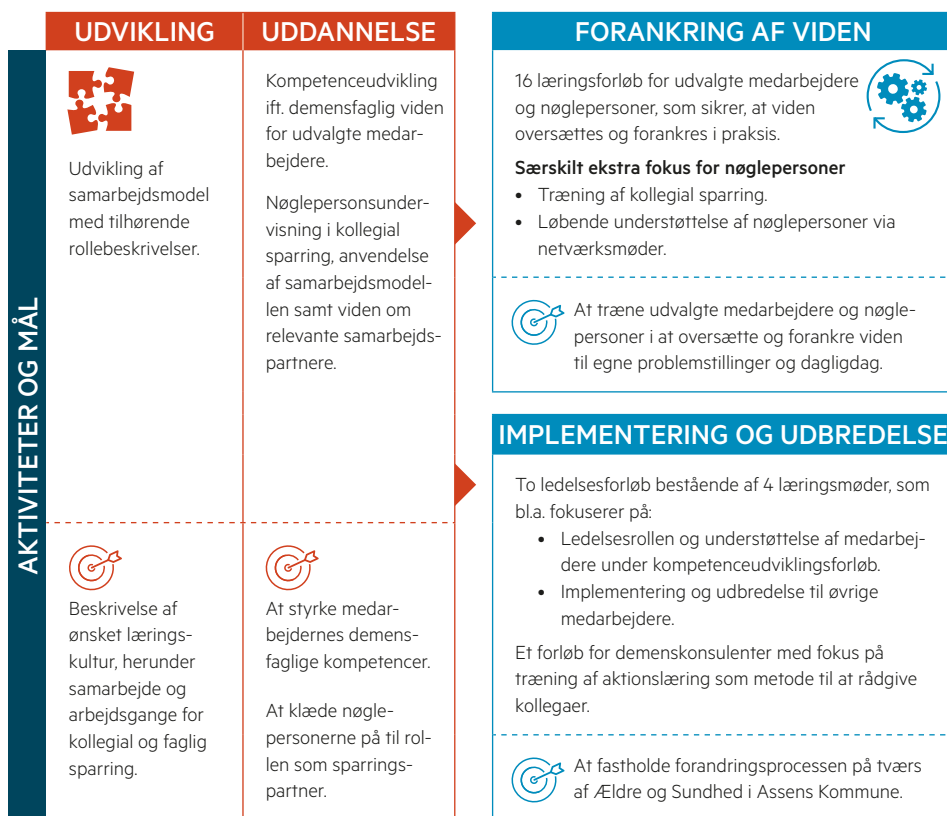 AKTIVITETER OG MÅL
UDVIKLING
Udvikling af
samarbejdsmodel
med tilhørende
rollebeskrivelser.
Beskrivelse af
ønsket lærings-
kultur, herunder
samarbejde og
arbejdsgange for
kollegial og faglig
sparring.
UDDANNELSE
Kompetenceudvikling
ift. demensfaglig viden
for udvalgte medar-
bejdere.
Nøglepersonsunder-
visning i kollegial
sparring, anvendelse
af samarbejdsmodel-
len samt viden om
relevante samarbejds-
partnere.
At styrke medar-
bejdernes demens-
faglige kompetencer.
At klæde nøgle-
personerne på til rol-
len som sparrings-
partner.
FORANKRING AF VIDEN
16 læringsforløb for udvalgte medarbejdere
og nøglepersoner, som sikrer, at viden
oversættes og forankres i praksis.
Særskilt ekstra fokus for nøglepersoner
• Træning af kollegial sparring.
• Løbende understøttelse af nøglepersoner via
netværksmøder.
At træne udvalgte medarbejdere og nøgle-
personer i at oversætte og forankre viden
til egne problemstillinger og dagligdag.
IMPLEMENTERING OG UDBREDELSE
To ledelsesforløb bestående af 4 læringsmøder, som
bl.a. fokuserer på:
• Ledelsesrollen og understøttelse af medarbej-
dere under kompetenceudviklingsforløb.
• Implementering og udbredelse til øvrige
medarbejdere.
Et forløb for demenskonsulenter med fokus på
træning af aktionslæring som metode til at rådgive
kollegaer.
At fastholde forandringsprocessen på tværs
af Ældre og Sundhed i Assens Kommune.